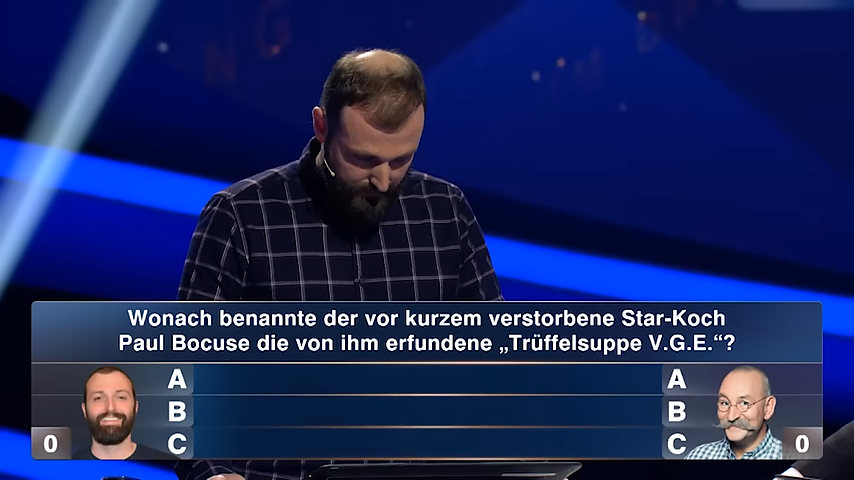 Wonach benannte der vor kurzem verstorbene Star-Koch
Paul Bocuse die von ihm erfundene „Trüffelsuppe V.G.E.“?
A
A
B
B
0
C
C
0